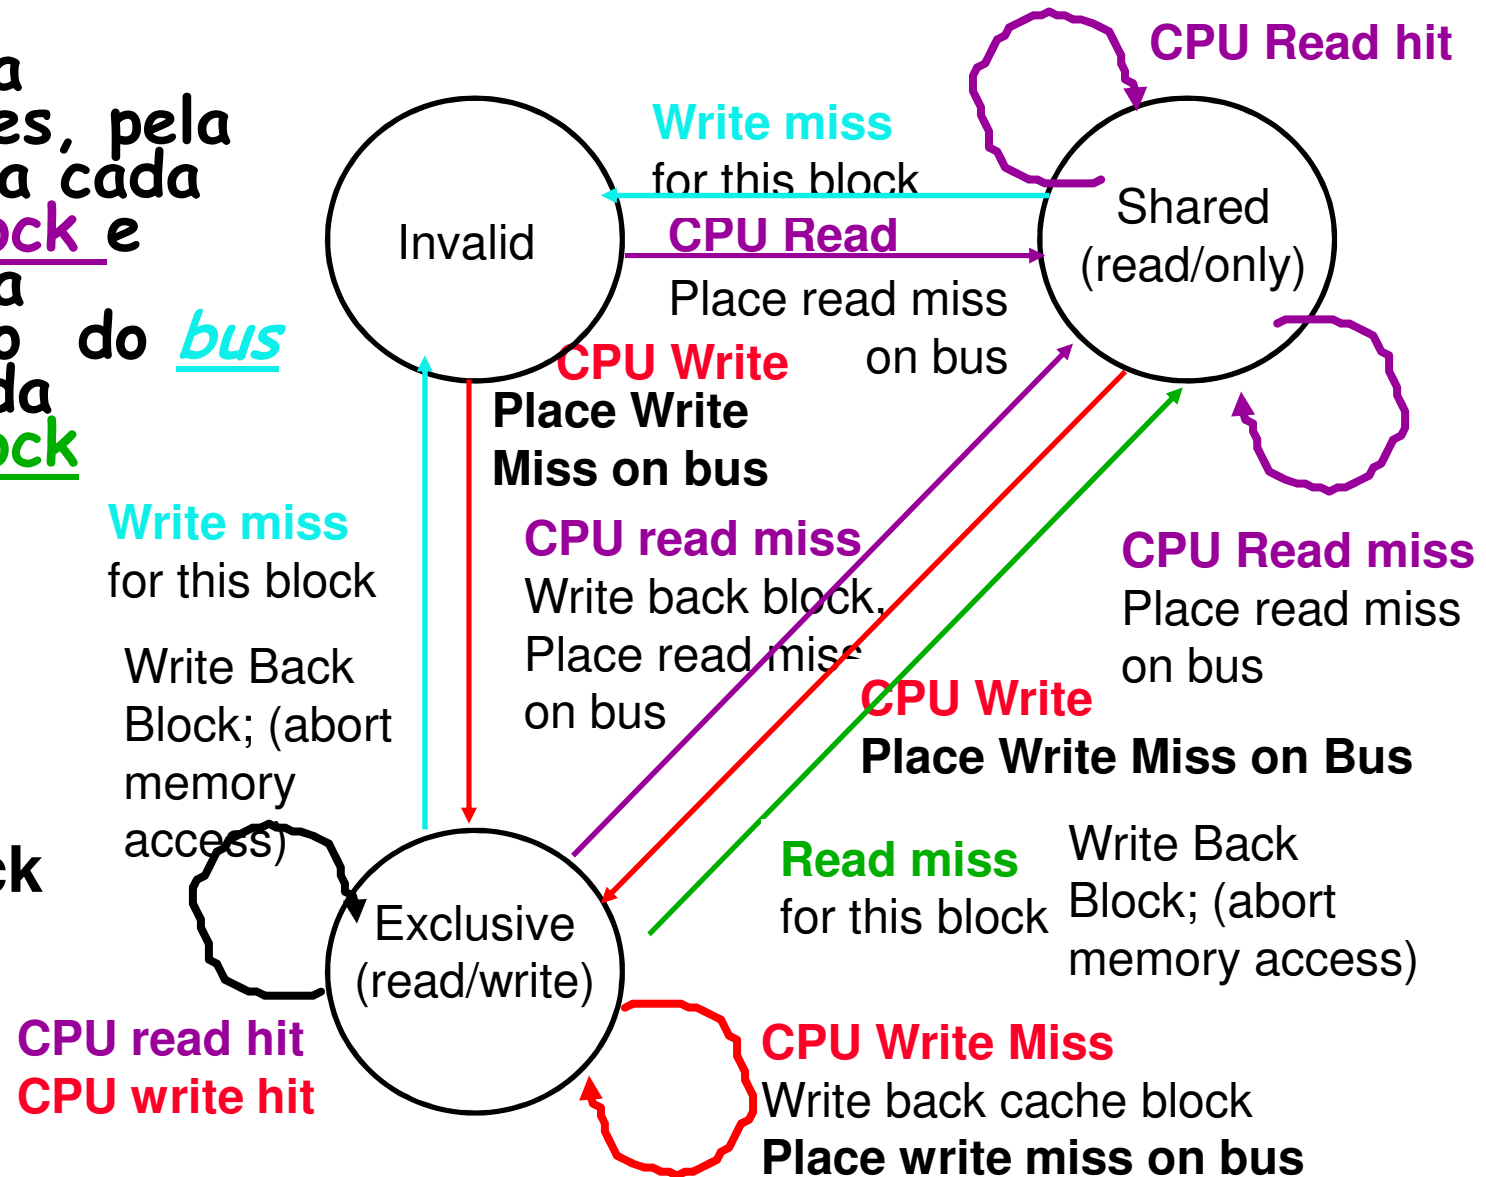 a
es, pela
a cada
ock e
a
o do bus
da
ock
ck
CPU Read hit
Write miss
for this block
Invalid
CPU Read
Shared
(read/only)
Place read miss
on bus
CPU Write
Place Write
Miss on bus
Write miss
for this block
Write Back
Block; (abort
memory
access)
CPU read miss
Write back block,
Place read miss
on bus
CPU Read miss
Place read miss
on bus
CPU Write
Place Write Miss on Bus
Read miss
for this block
Write Back
Block; (abort
memory access)
Exclusive
(read/write)
CPU read hit
CPU write hit
CPU Write Miss
Write back cache block
Place write miss on bus